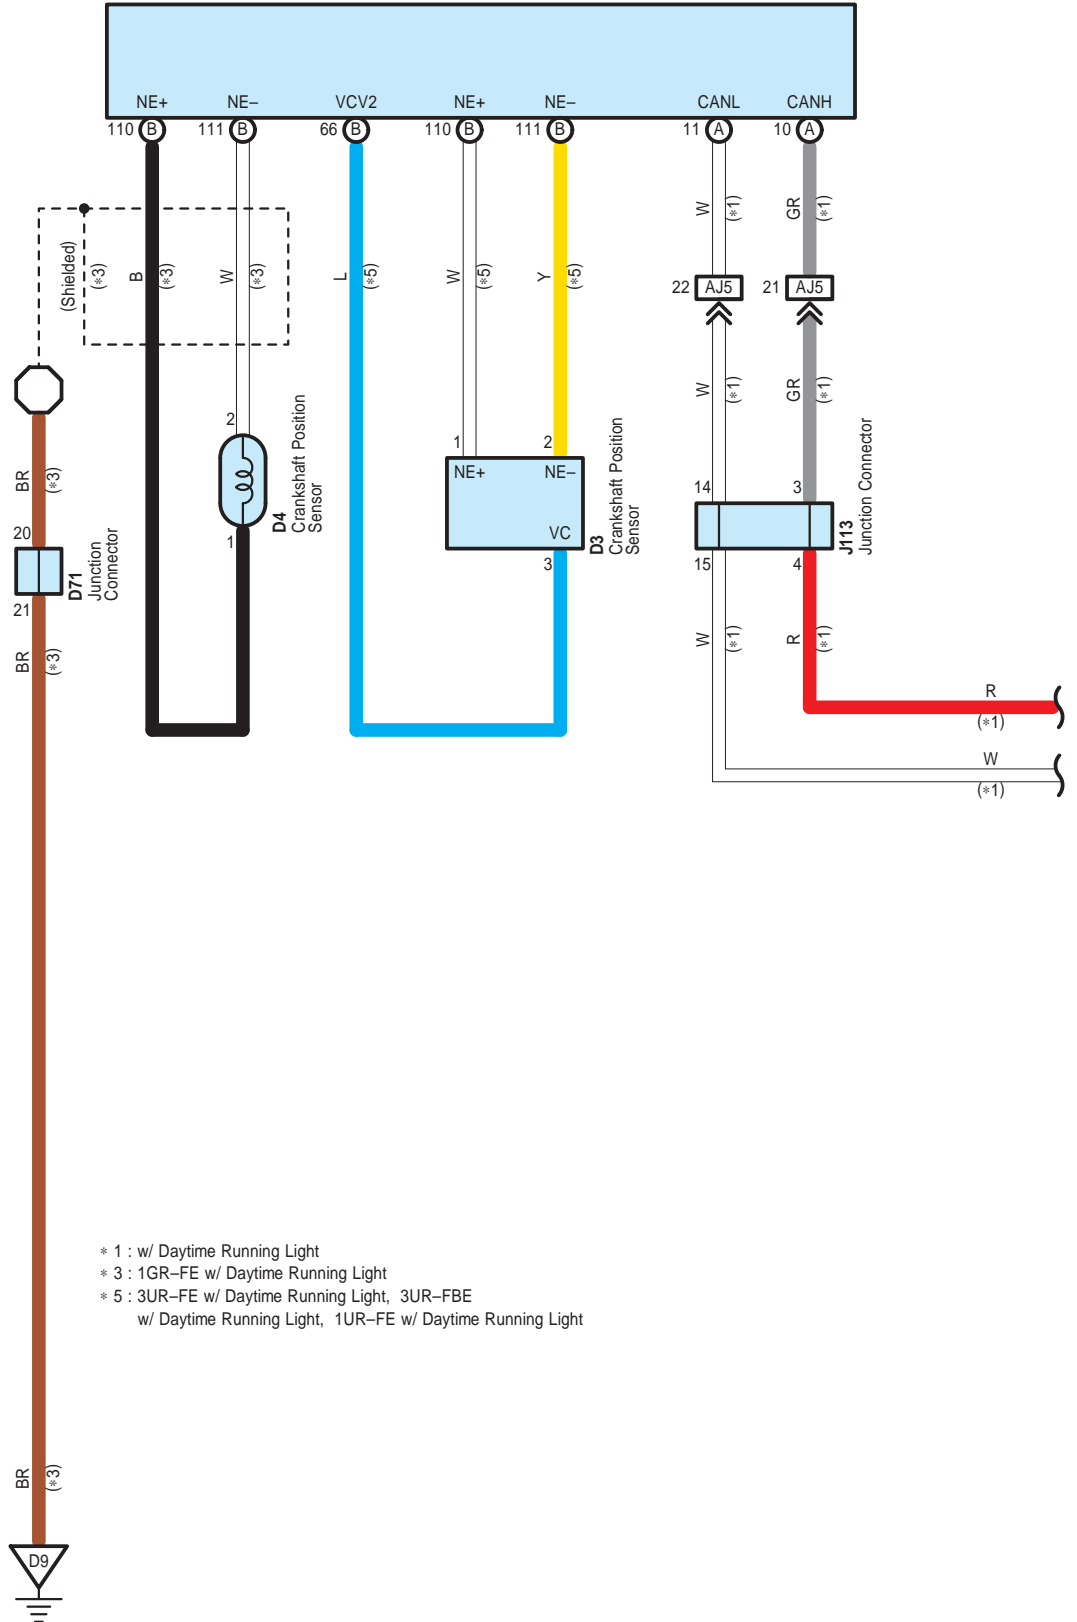 NE+ NE– VCV2 NE+ NE– CANL CANH
110 B 111 B 66 B 110 B 111 B 11 A 10 A
W (*1) GR (*1)
(Shielded) (*3) B (*3) W (*3) L (*5) W (*5) Y (*5)
22 AJ5 21 AJ5
W (*1) GR (*1)
2
D4
Crankshaft Position
Sensor
1
1 2
NE+ NE–
VC
3
D3
Crankshaft Position
Sensor
14 3
J113
Junction Connector
15 4
BR (*3)
20
D71
Junction
Connector
21
BR (*3)
W (*1) R (*1)
R
(*1)
W
(*1)
* 1 : w/ Daytime Running Light
* 3 : 1GR–FE w/ Daytime Running Light
* 5 : 3UR–FE w/ Daytime Running Light, 3UR–FBE
w/ Daytime Running Light, 1UR–FE w/ Daytime Running Light
BR (*3)
D9